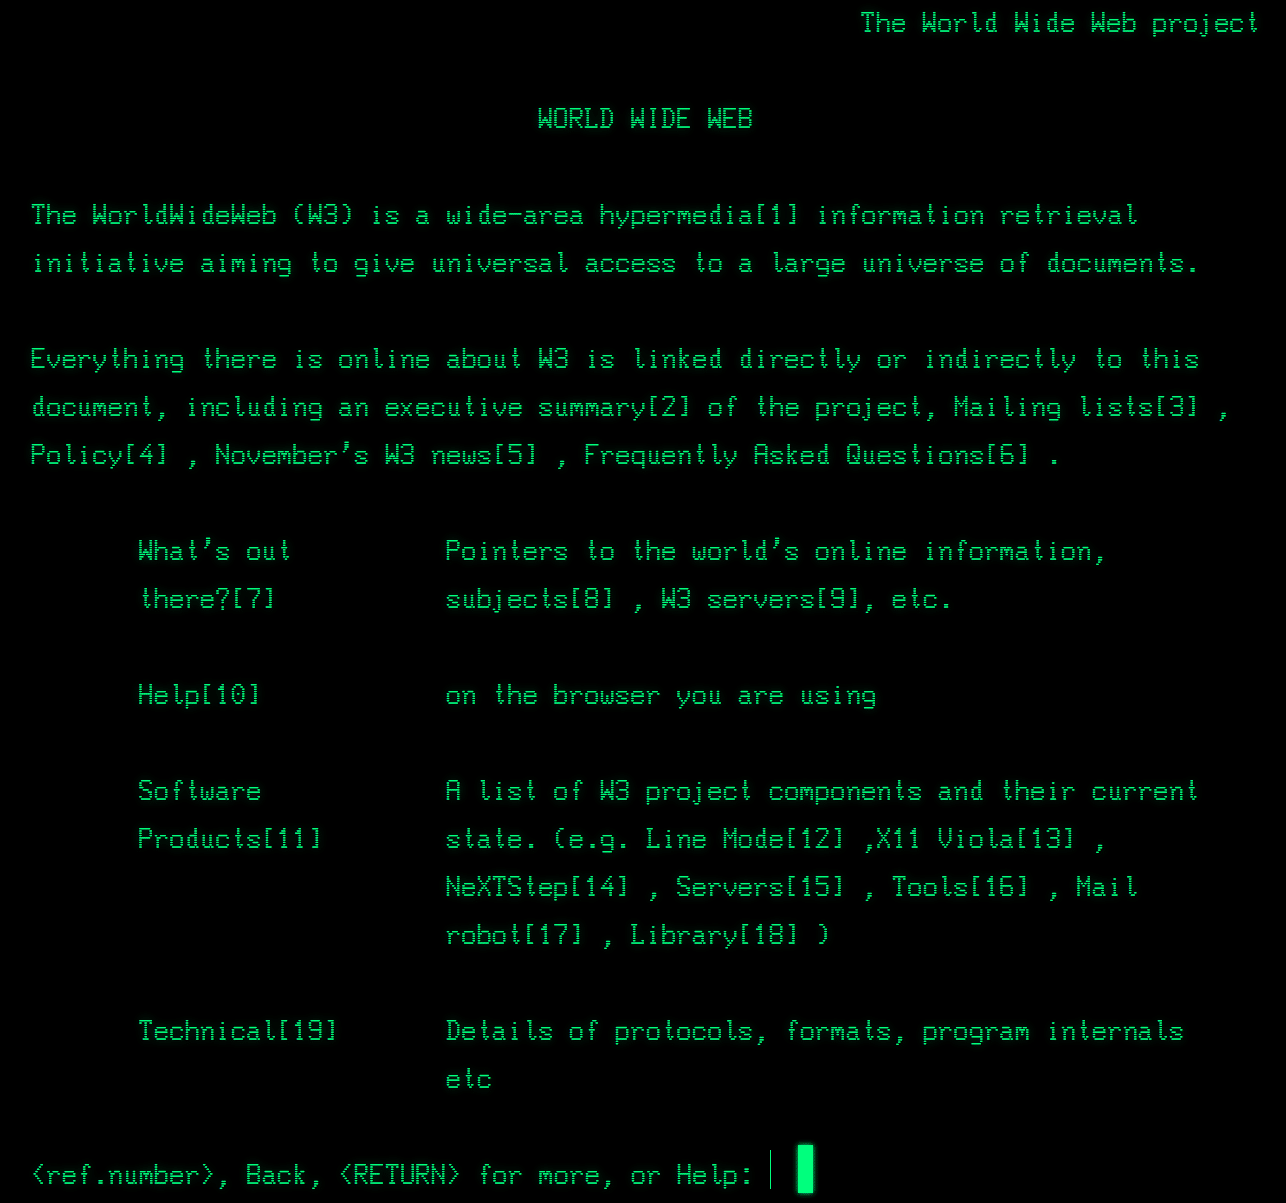 The World Wide Web project
WORLD WIDE WEB
The WorldWideWeb (W3) is a wide-area hypermedia[1] information retrieval
initiative aiming to give universal access to a large universe of documents.
Everything there is online about W3 is linked directly or indirectly to this
document, including an executive summary[2] of the project, Mailing lists[3] ,
Policy[4] , November's W3 news[5] , Frequently Asked Questions[6] .
What's out Pointers to the world's online information,
there?[7] subjects[8] , W3 servers[9], etc.
Help[10] on the browser you are using
Software A list of W3 project components and their current
Products[11] state. (e.g. Line Mode[12] ,X11 Viola[13] ,
NeXTStep[14] , Servers[15] , Tools[16] , Mail
robot[17] , Library[18] )
Technical[19] Details of protocols, formats, program internals
etc
<ref.number>, Back, <RETURN> for more, or Help: